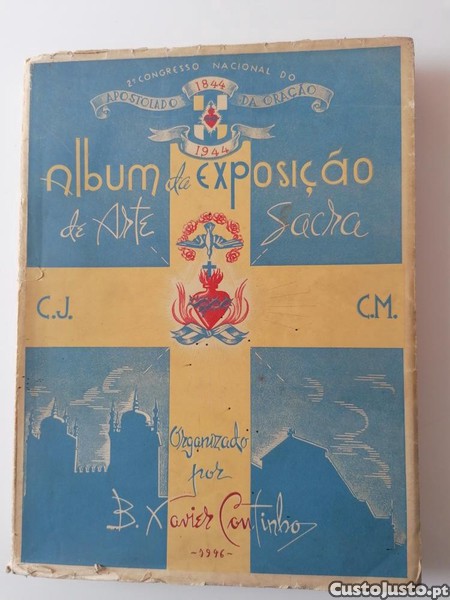 2º CONGRESSO NACIONAL DO
APOSTOLADO 1844 DA ORAÇÃO
1944
Album da EXPOSIÇÃO
de Arte Sacra
C.J. C.M.
Organizado
por
B. Xavier Coutinho
-1946-
CustoJusto.pt